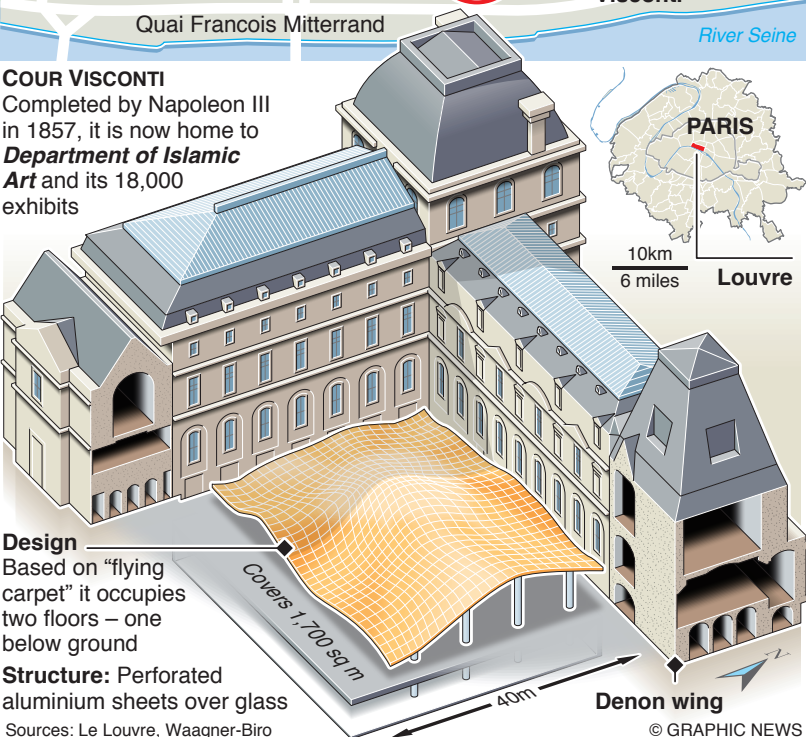 Quai Francois Mitterrand
River Seine
COUR VISCONTI
Completed by Napoleon III
in 1857, it is now home to
Department of Islamic
Art and its 18,000
exhibits
PARIS
10km
6 miles
Louvre
Design
Based on “flying
carpet” it occupies
two floors – one
below ground
Structure: Perforated
aluminium sheets over glass
Covers 1,700 sq m
40m
Denon wing
N
Sources: Le Louvre, Waagner-Biro
© GRAPHIC NEWS